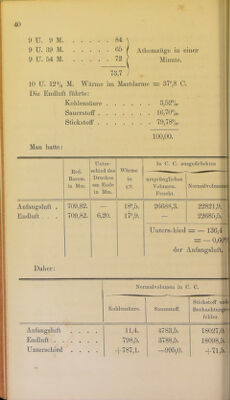 40
9 U. 9 M. . . . . . . 84
9 U. 39 M. . . . . . . 65 Athemzüge in einer
9 U. 54 M. . . . . . . 72 Minute.
73,7
10 U. 12½ M. Wärme im Mastdarme = 37°,8 C.
Die Endluft führte:
Kohlensäure . . . . . . . 3,52%
Sauerstoff . . . . . . . 16,70%
Stickstoff . . . . . . . 79,78%
100,00.
Man hatte:
Red. Barom. in Mm.
Unterschied des Druckes am Ende in Mm.
Wärme in c°.
In C. C. ausgedrücktes
ursprüngliches Volumen. Feucht.
Anfangsluft . 709,82. — 18°,5. 26688,3. 22821,9.
Endluft . . . 709,82. 6,20. 17°,9. — 22685,5.
Unterschied = — 136,4
der Anfangsluft.
Daher:
Normalvolumen in C. C.
Kohlensäure. Sauerstoff. Stickstoff
Beobachtungs-
fehler.
Anfangsluft . . . . 11,4. 4783,5. 18027,0.
Endluft . . . . . 798,5. 3788,5. 18098,5.
Unterschied . . . . +787,1. —995,0. +71,5.